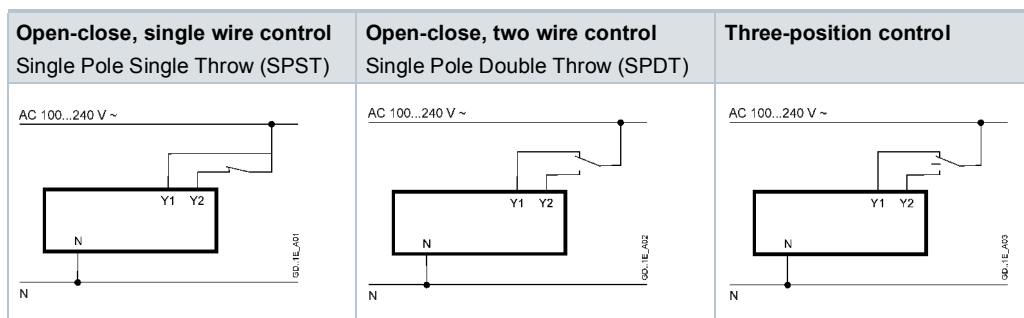 Open-close, single wire control
Single Pole Single Throw (SPST)
Open-close, two wire control
Single Pole Double Throw (SPDT)
Three-position control
AC 100...240 V ~
Y1 Y2
N
GD..1E_A01
N
AC 100...240 V ~
Y1 Y2
N
GD..1E_A02
N
AC 100...240 V ~
Y1 Y2
N
GD..1E_A03
N